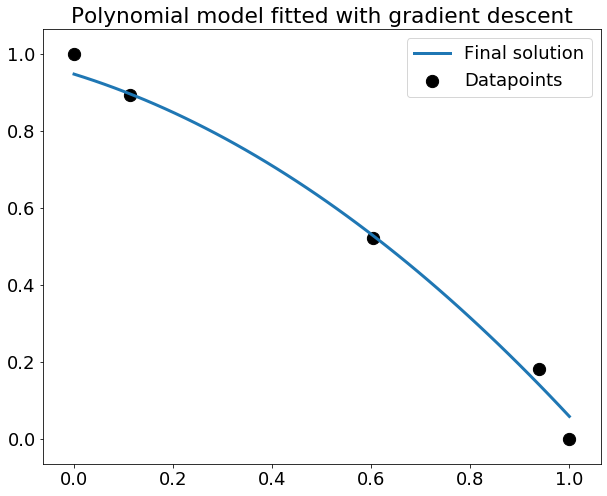 Polynomial model fitted with gradient descent
Final solution
Datapoints
1.0
0.8
0.6
0.4
0.2
0.0
0.0 0.2 0.4 0.6 0.8 1.0